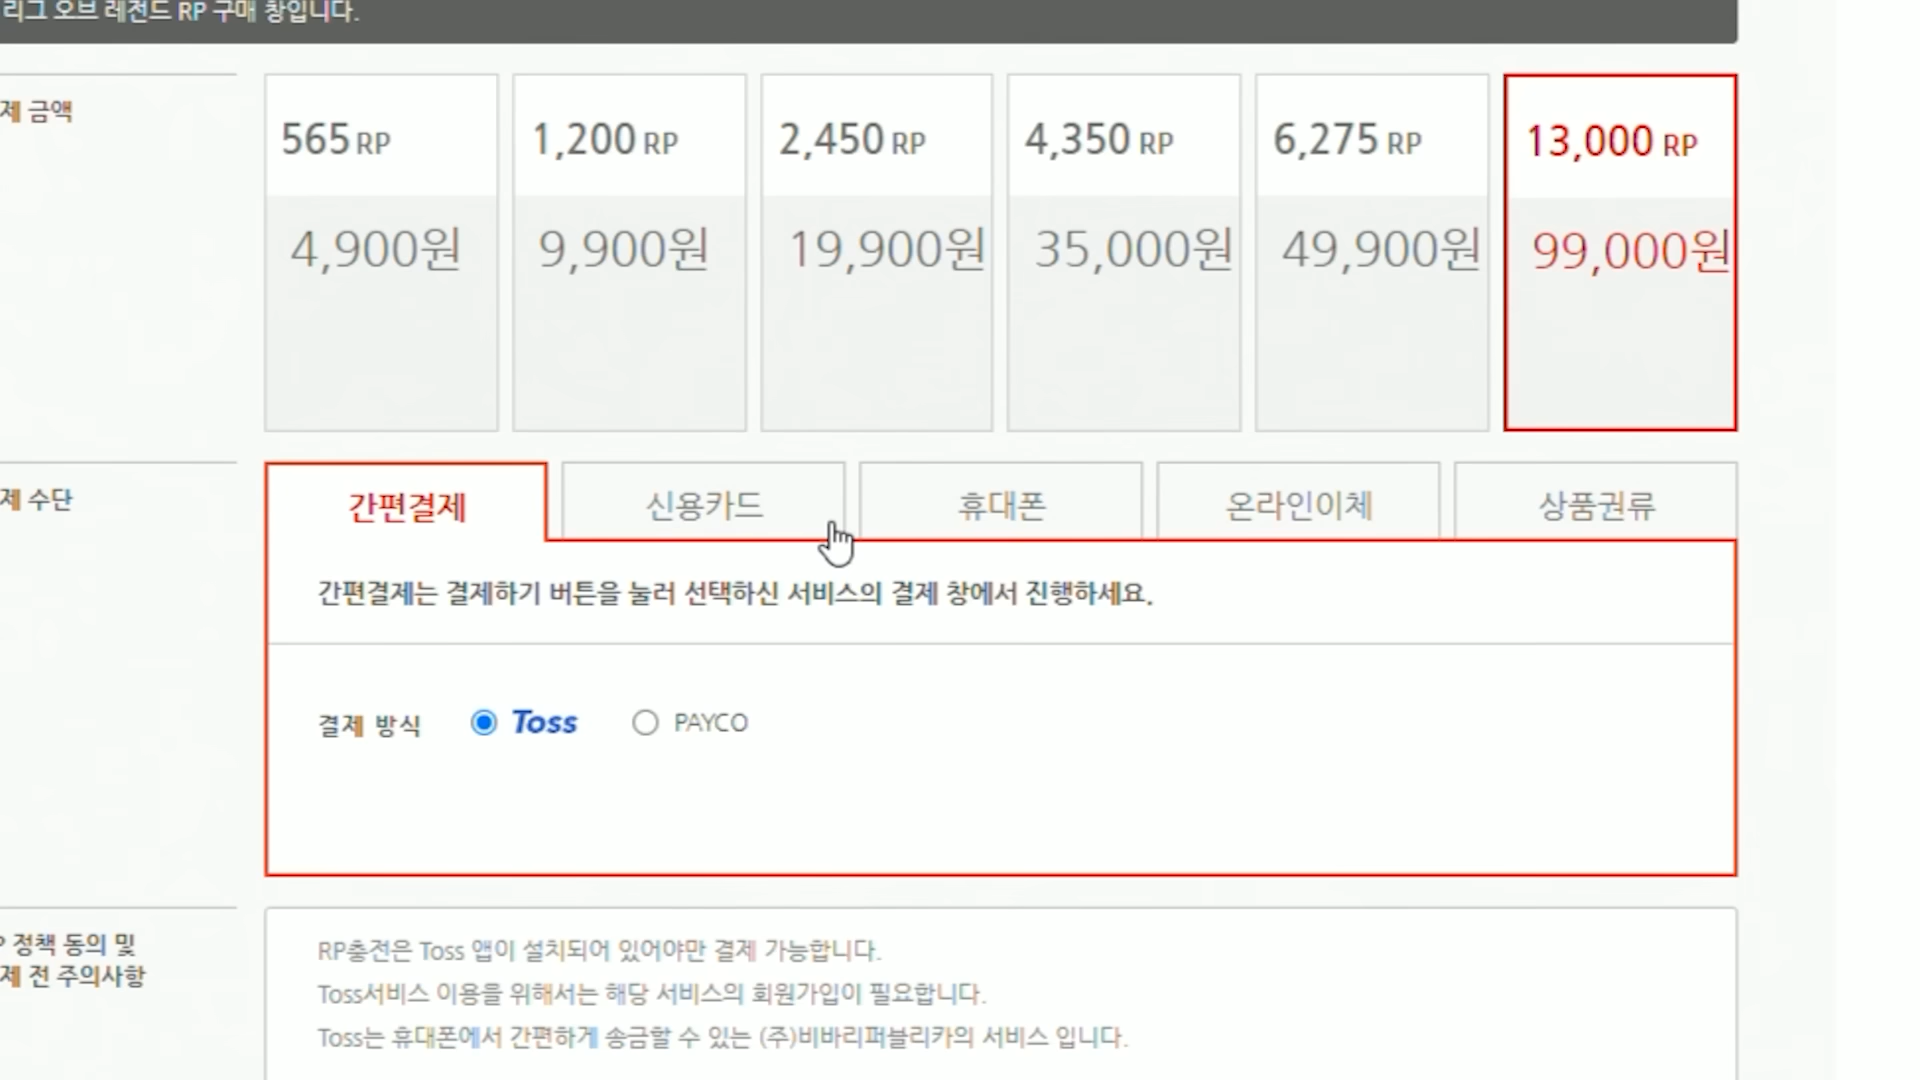 리그 오브 레전드 RP 구매 창입니다.
제 금액
565 RP
1,200 RP
2,450 RP
4,350 RP
6,275 RP
13,000 RP
4,900원
9,900원
19,900원
35,000원
49,900원
99,000원
제 수단
간편결제
신용카드
휴대폰
온라인이체
상품권류
간편결제는 결제하기 버튼을 눌러 선택하신 서비스의 결제 창에서 진행하세요.
결제 방식
Toss
PAYCO
P 정책 동의 및
제 전 주의사항
RP충전은 Toss 앱이 설치되어 있어야만 결제 가능합니다.
Toss서비스 이용을 위해서는 해당 서비스의 회원가입이 필요합니다.
Toss는 휴대폰에서 간편하게 송금할 수 있는 (주)비바리퍼블리카의 서비스 입니다.